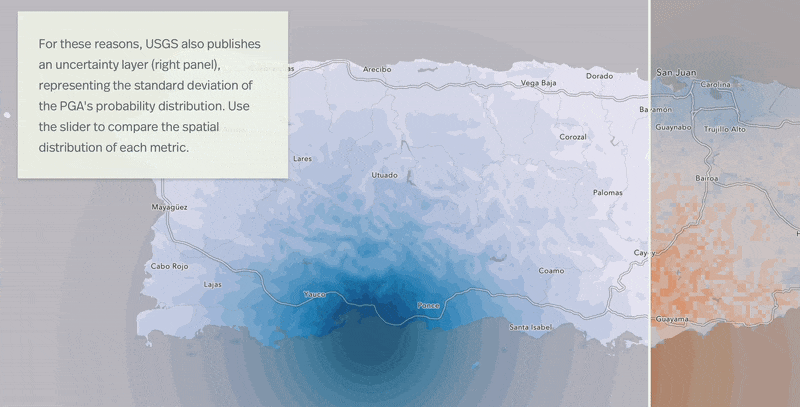 For these reasons, USGS also publishes
an uncertainty layer (right panel),
representing the standard deviation of
the PGA's probability distribution. Use
the slider to compare the spatial
distribution of each metric.
Arecibo
Vega Baja
Dorado
San Juan
Carolina
Guaynabo
Trujillo Alto
Corozal
Lares
Utuado
Bairoa
Palomas
Mayagüez
Cabo Rojo
Lajas
Coamo
Yauco
Ponce
Santa Isabel
Guayama